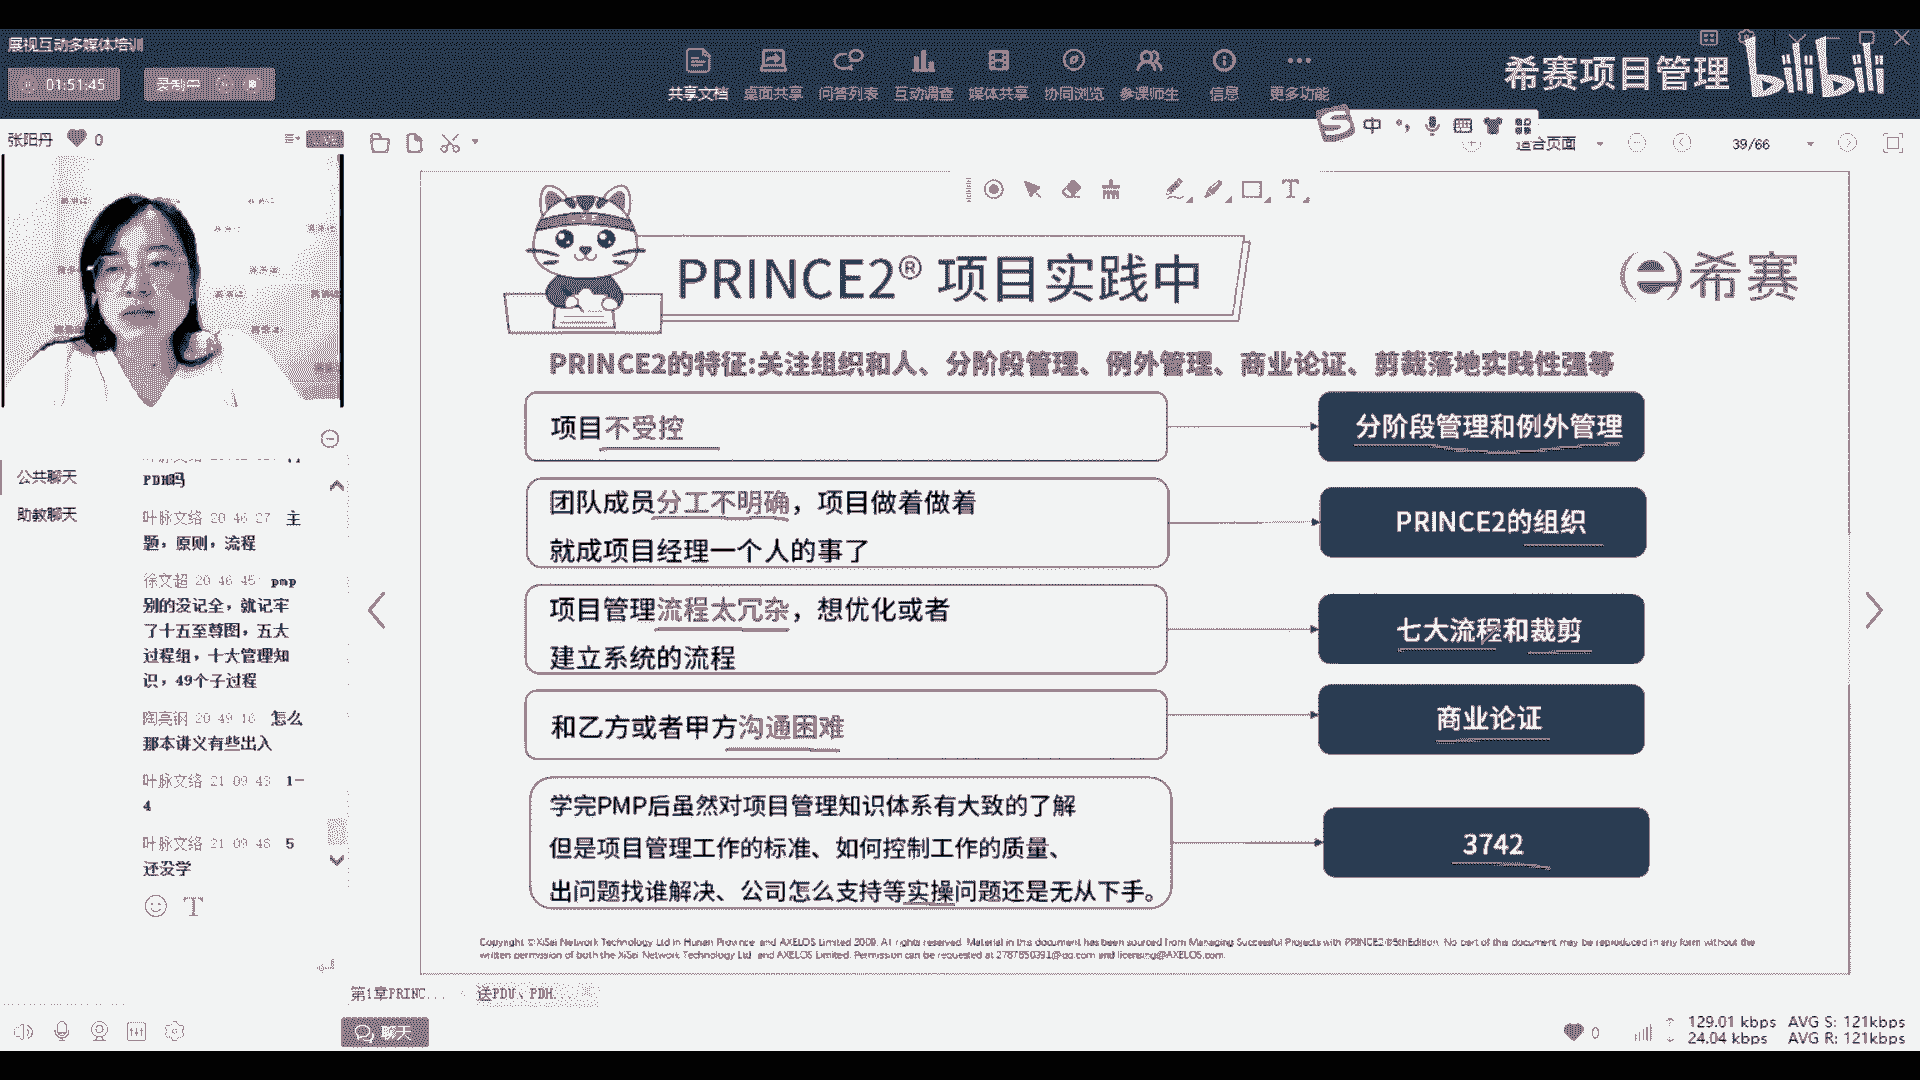 展视互动多媒体培训
01:51:45
录制中
共享文档
桌面共享
问答列表
互动调查
媒体共享
协同浏览
参课师生
信息
更多功能
希赛项目管理
bilibili
张阳丹
0
中
适合页面
39/66
PRINCE2® 项目实践中
希赛
PRINCE2的特征:关注组织和人、分阶段管理、例外管理、商业论证、剪裁落地实践性强等
项目不受控
分阶段管理和例外管理
团队成员分工不明确，项目做着做着
就成项目经理一个人的事了
PRINCE2的组织
项目管理流程太冗杂，想优化或者
建立系统的流程
七大流程和裁剪
和乙方或者甲方沟通困难
商业论证
学完PMP后虽然对项目管理知识体系有大致的了解
但是项目管理工作的标准、如何控制工作的质量、
出问题找谁解决、公司怎么支持等实操问题还是无从下手。
3742
Copyright © XiSai Network Technology Ltd in Hunan Province and AXELOS Limited 2009. All rights reserved. Material in this document has been sourced from Managing Successful Projects with PRINCE2®6thEdition. No part of this document may be reproduced in any form without the
written permission of both the XiSai Network Technology Ltd and AXELOS Limited. Permission can be requested at 2787850391@qq.com and licensing@AXELOS.com.
公共聊天
助教聊天
PDH吗
叶脉文络 20 46 27 主
题，原则，流程
徐文超 20 46 45 pmp
别的没记全，就记牢
了十五至尊图，五大
过程组，十大管理知
识，49个子过程
陶亮钢 20 49 16 怎么
那本讲义有些出入
叶脉文络 21 09 43 1-
4
叶脉文络 21 09 48 5
还没学
第1章PRINC...
送PDU、PDH...
聊天
0
129.01 kbps AVG S: 121kbps
24.04 kbps AVG R: 121kbps